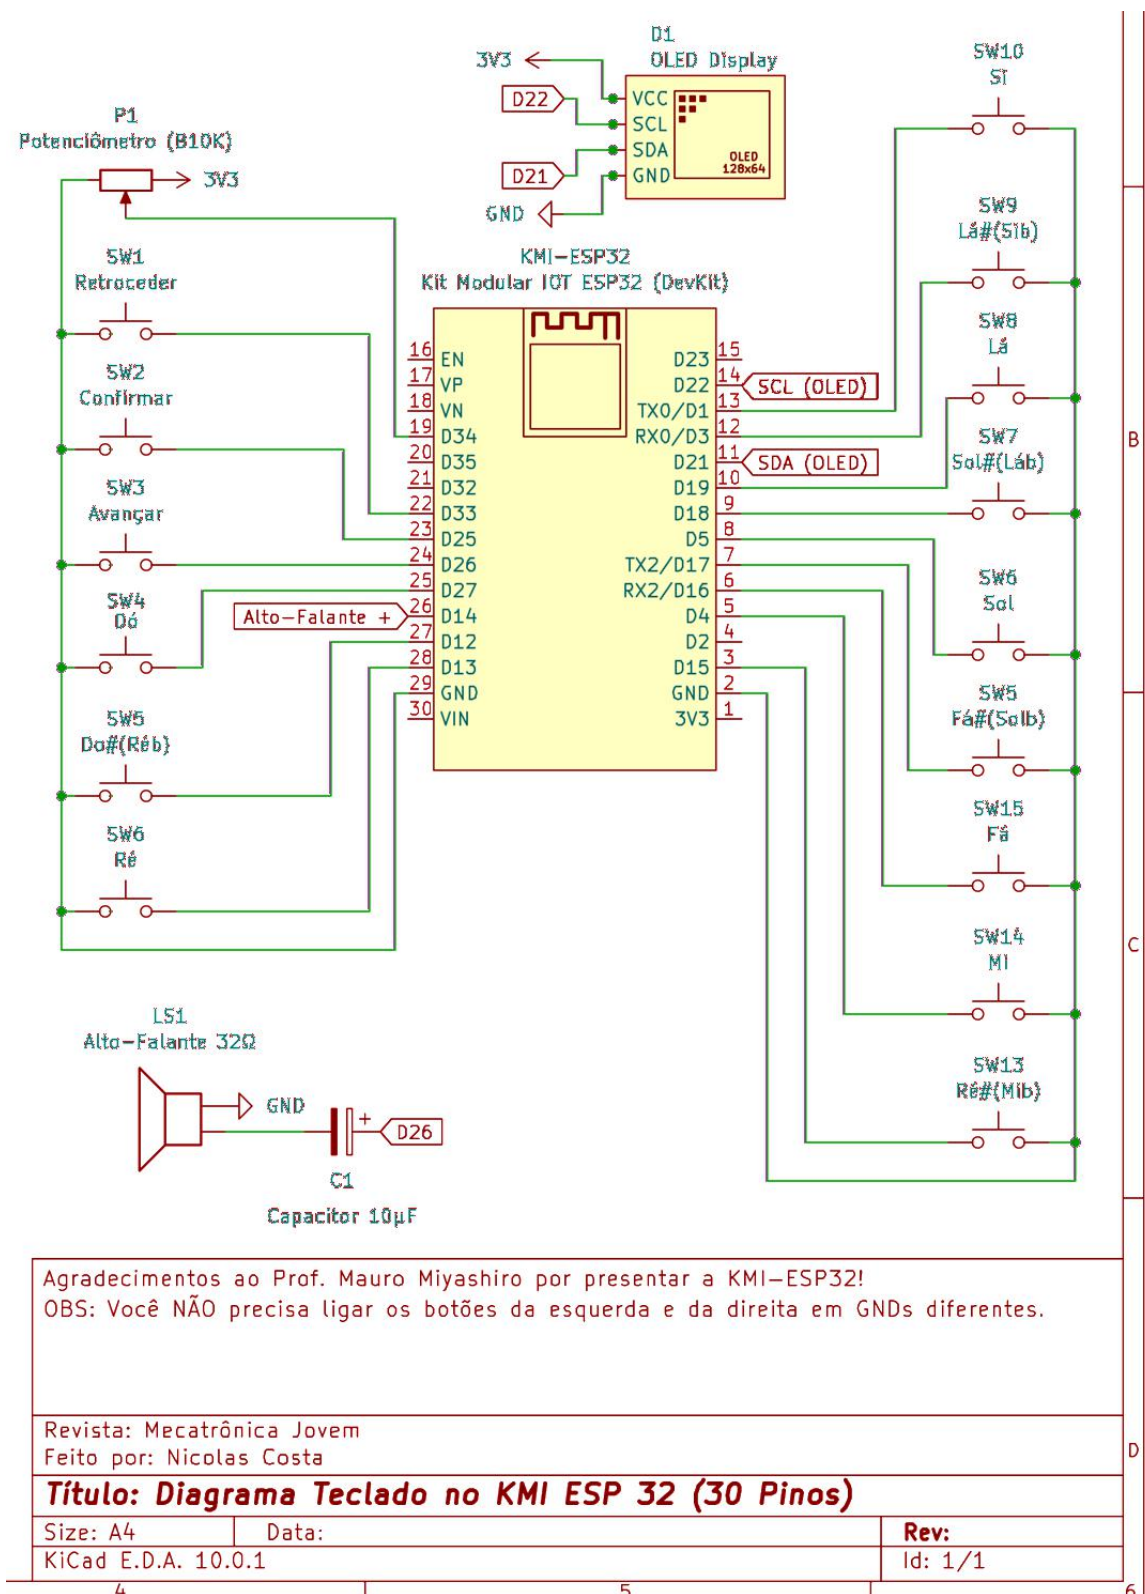 D1
OLED Display
3V3
D22
VCC
SCL
SDA
GND
D21
GND
OLED
128x64
P1
Potenciômetro (B10K)
3V3
SW1
Retroceder
SW2
Confirmar
SW3
Avançar
SW4
Dó
SW5
Do#(Réb)
SW6
Ré
KMI-ESP32
Kit Modular IOT ESP32 (DevKit)
16 EN
17 VP
18 VN
19 D34
20 D35
21 D32
22 D33
23 D25
24 D26
25 D27
Alto-Falante + 26 D14
27 D12
28 D13
29 GND
30 VIN
D23 15
D22 14 SCL (OLED)
TX0/D1 13
RX0/D3 12
D21 11 SDA (OLED)
D19 10
D18 9
D5 8
TX2/D17 7
RX2/D16 6
D4 5
D2 4
D15 3
GND 2
3V3 1
SW10
Si
SW9
Lá#(Sib)
SW8
Lá
SW7
Sol#(Láb)
SW6
Sol
SW5
Fá#(Solb)
SW15
Fá
SW14
MI
SW13
Ré#(Mib)
LS1
Alto-Falante 32Ω
GND
+
D26
C1
Capacitor 10µF
B
C
D
Agradecimentos ao Prof. Mauro Miyashiro por presentar a KMI-ESP32!
OBS: Você NÃO precisa ligar os botões da esquerda e da direita em GNDs diferentes.
Revista: Mecatrônica Jovem
Feito por: Nicolas Costa
Título: Diagrama Teclado no KMI ESP 32 (30 Pinos)
Size: A4 Data: Rev:
KiCad E.D.A. 10.0.1 Id: 1/1
4 5 6